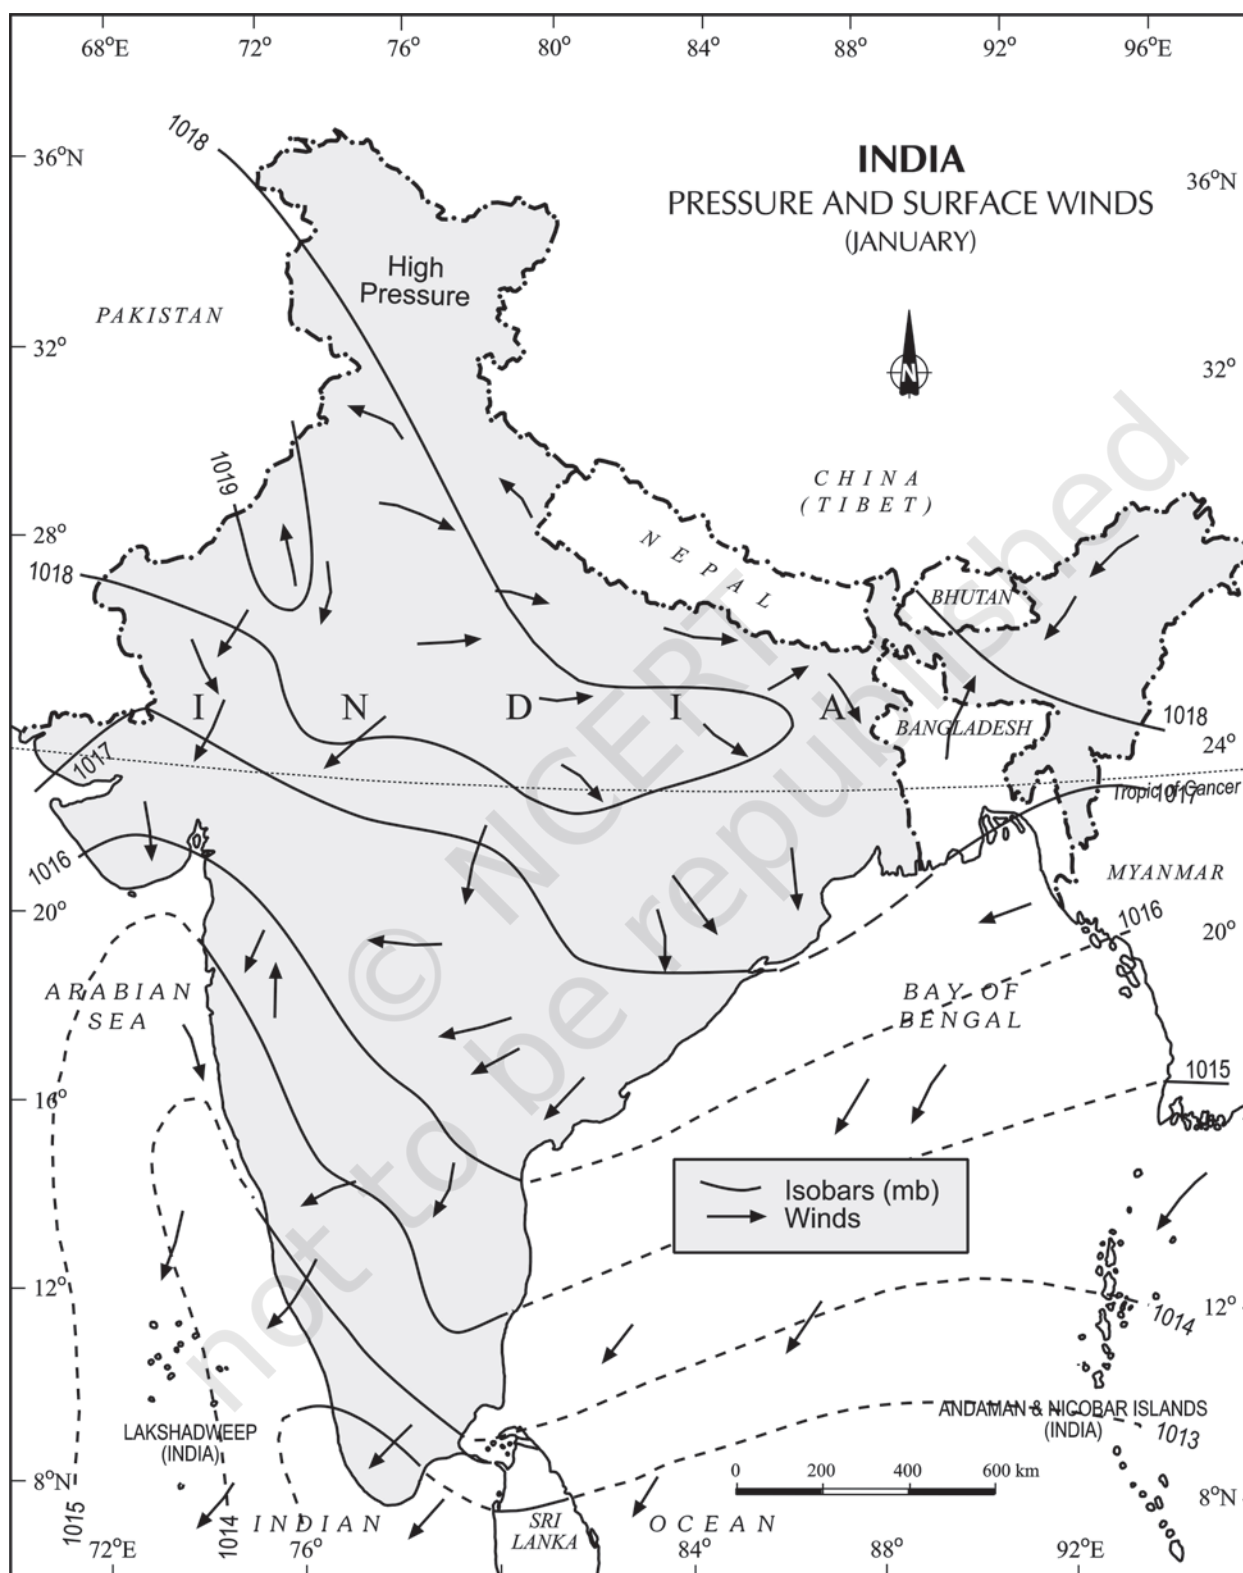 68°E 72° 76° 80° 84° 88° 92° 96°E
1018
36°N
INDIA
PRESSURE AND SURFACE WINDS
(JANUARY)
36°N
High
Pressure
PAKISTAN
32°
N
32°
1019
CHINA
(TIBET)
28°
NEPAL
1018
BHUTAN
I N D I A
BANGLADESH
1018
24°
1017
Tropic of Cancer
1017
1016
MYANMAR
20°
1016
20°
ARABIAN
SEA
BAY OF
BENGAL
1015
16°
Isobars (mb)
Winds
12°
1014
12°
LAKSHADWEEP
(INDIA)
ANDAMAN & NICOBAR ISLANDS
(INDIA)
1013
0 200 400 600 km
8°N
8°N
1015
1014
INDIAN
SRI
LANKA
OCEAN
72°E 76° 84° 88° 92°E
© NCERT
not to be republished